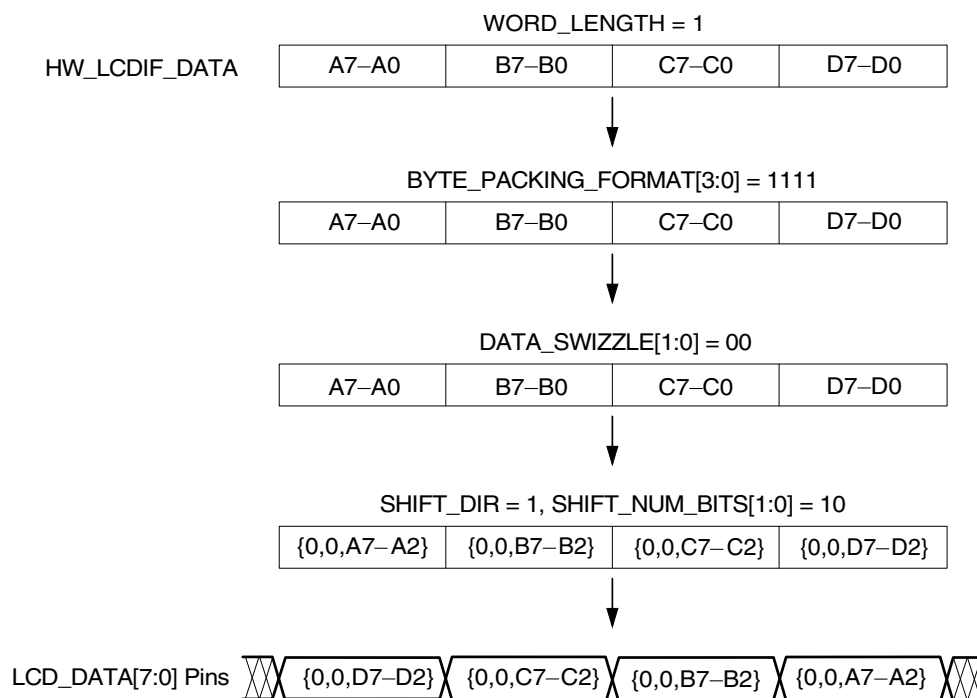 WORD_LENGTH = 1
HW_LCDIF_DATA A7–A0 B7–B0 C7–C0 D7–D0
BYTE_PACKING_FORMAT[3:0] = 1111
A7–A0 B7–B0 C7–C0 D7–D0
DATA_SWIZZLE[1:0] = 00
A7–A0 B7–B0 C7–C0 D7–D0
SHIFT_DIR = 1, SHIFT_NUM_BITS[1:0] = 10
{0,0,A7–A2} {0,0,B7–B2} {0,0,C7–C2} {0,0,D7–D2}
LCD_DATA[7:0] Pins {0,0,D7–D2} {0,0,C7–C2} {0,0,B7–B2} {0,0,A7–A2}